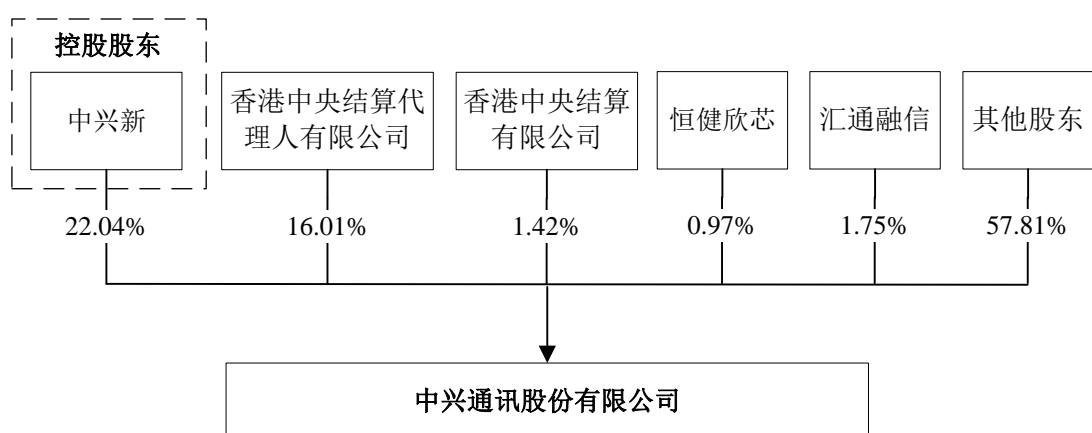 控股股东
中兴新
香港中央结算代
理人有限公司
香港中央结算
有限公司
恒健欣芯
汇通融信
其他股东
22.04%
16.01%
1.42%
0.97%
1.75%
57.81%
中兴通讯股份有限公司